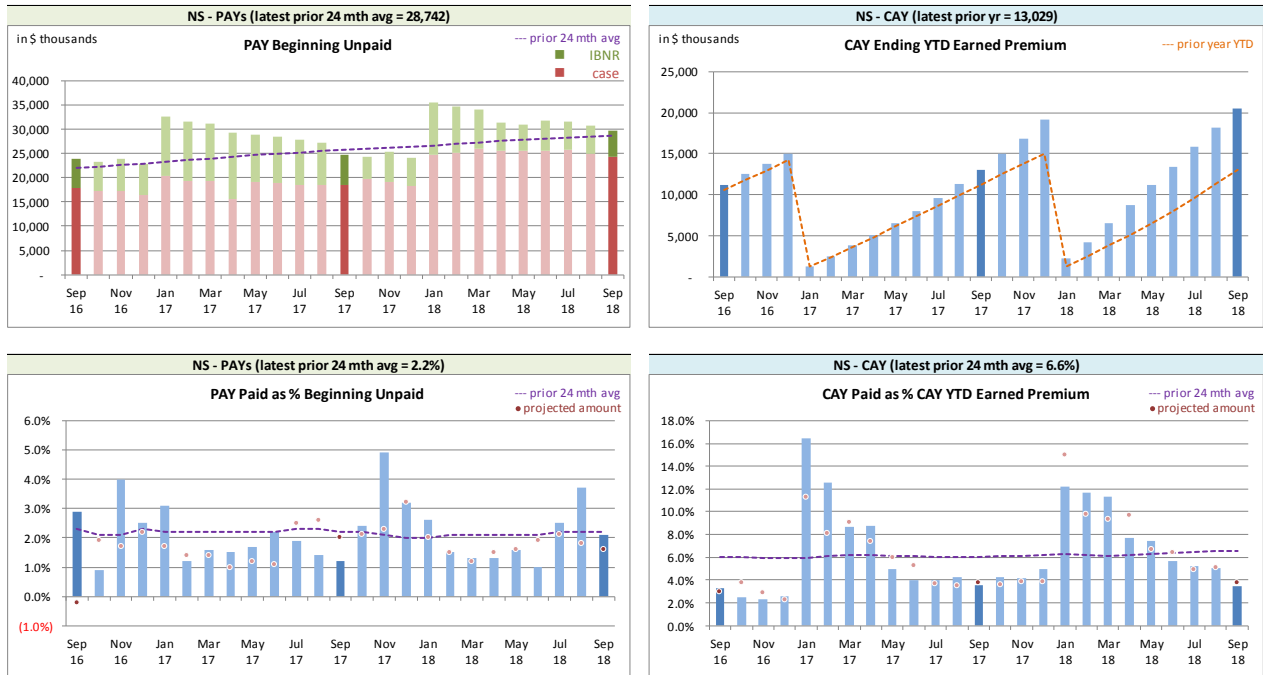 NS - PAYs (latest prior 24 mth avg = 28,742)
in $ thousands
PAY Beginning Unpaid
--- prior 24 mth avg
IBNR
case
40,000
35,000
30,000
25,000
20,000
15,000
10,000
5,000
-
Sep Nov Jan Mar May Jul Sep Nov Jan Mar May Jul Sep
16 16 17 17 17 17 17 17 18 18 18 18 18
NS - CAY (latest prior yr = 13,029)
in $ thousands
CAY Ending YTD Earned Premium
--- prior year YTD
25,000
20,000
15,000
10,000
5,000
-
Sep Nov Jan Mar May Jul Sep Nov Jan Mar May Jul Sep
16 16 17 17 17 17 17 17 18 18 18 18 18
NS - PAYs (latest prior 24 mth avg = 2.2%)
PAY Paid as % Beginning Unpaid
--- prior 24 mth avg
projected amount
6.0%
5.0%
4.0%
3.0%
2.0%
1.0%
0.0%
(1.0%)
Sep Nov Jan Mar May Jul Sep Nov Jan Mar May Jul Sep
16 16 17 17 17 17 17 17 18 18 18 18 18
NS - CAY (latest prior 24 mth avg = 6.6%)
CAY Paid as % CAY YTD Earned Premium
--- prior 24 mth avg
projected amount
18.0%
16.0%
14.0%
12.0%
10.0%
8.0%
6.0%
4.0%
2.0%
0.0%
Sep Nov Jan Mar May Jul Sep Nov Jan Mar May Jul Sep
16 16 17 17 17 17 17 17 18 18 18 18 18